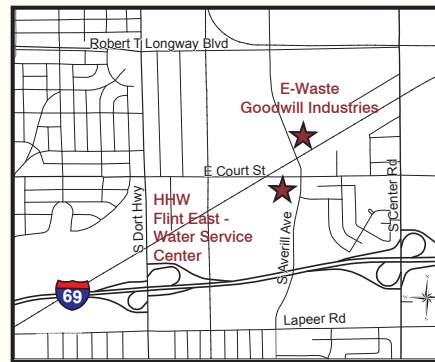 Robert T Longway Blvd
E-Waste
Goodwill Industries
E Court St
HHW
Flint East -
Water Service
Center
S Dort Hwy
S Averill Ave
S Center Rd
69
Lapeer Rd
N
W
E
S